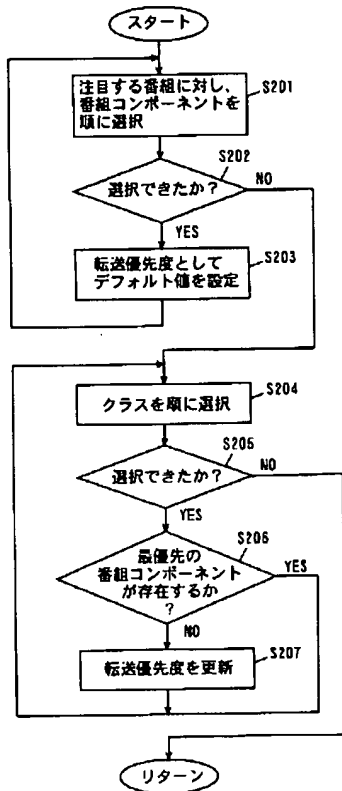 スタート
注目する番組に対し、
番組コンポーネントを
順に選択
S201
S202
選択できたか?
NO
YES
S203
転送優先度として
デフォルト値を設定
S204
クラスを順に選択
S205
選択できたか?
NO
YES
S206
最優先の
番組コンポーネント
が存在するか
?
YES
NO
S207
転送優先度を更新
リターン